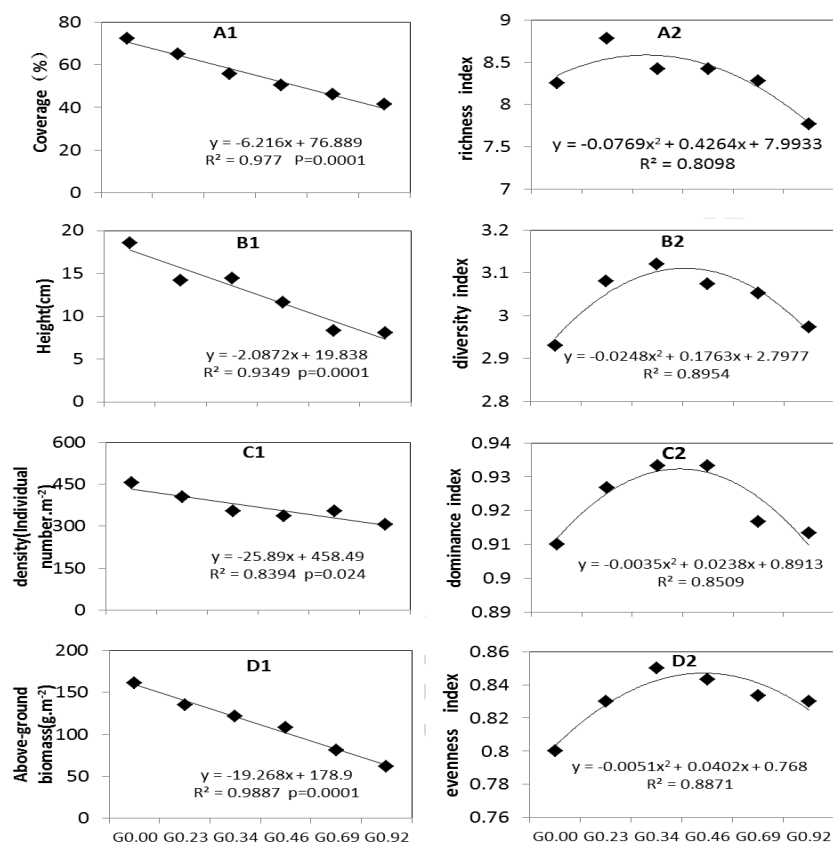 A1
Coverage (%)
80
60
40
20
0
y = -6.216x + 76.889
R² = 0.977 P=0.0001
A2
richness index
9
8.5
8
7.5
7
y = -0.0769x² + 0.4264x + 7.9933
R² = 0.8098
B1
Height(cm)
20
15
10
5
0
y = -2.0872x + 19.838
R² = 0.9349 p=0.0001
B2
diversity index
3.2
3.1
3
2.9
2.8
y = -0.0248x² + 0.1763x + 2.7977
R² = 0.8954
C1
density(Individual
number.m⁻²)
600
450
300
150
0
y = -25.89x + 458.49
R² = 0.8394 p=0.024
C2
dominance index
0.94
0.93
0.92
0.91
0.9
0.89
y = -0.0035x² + 0.0238x + 0.8913
R² = 0.8509
D1
Above-ground
biomass(g.m⁻²)
200
150
100
50
0
y = -19.268x + 178.9
R² = 0.9887 p=0.0001
G0.00 G0.23 G0.34 G0.46 G0.69 G0.92
D2
evenness index
0.86
0.84
0.82
0.8
0.78
0.76
y = -0.0051x² + 0.0402x + 0.768
R² = 0.8871
G0.00 G0.23 G0.34 G0.46 G0.69 G0.92